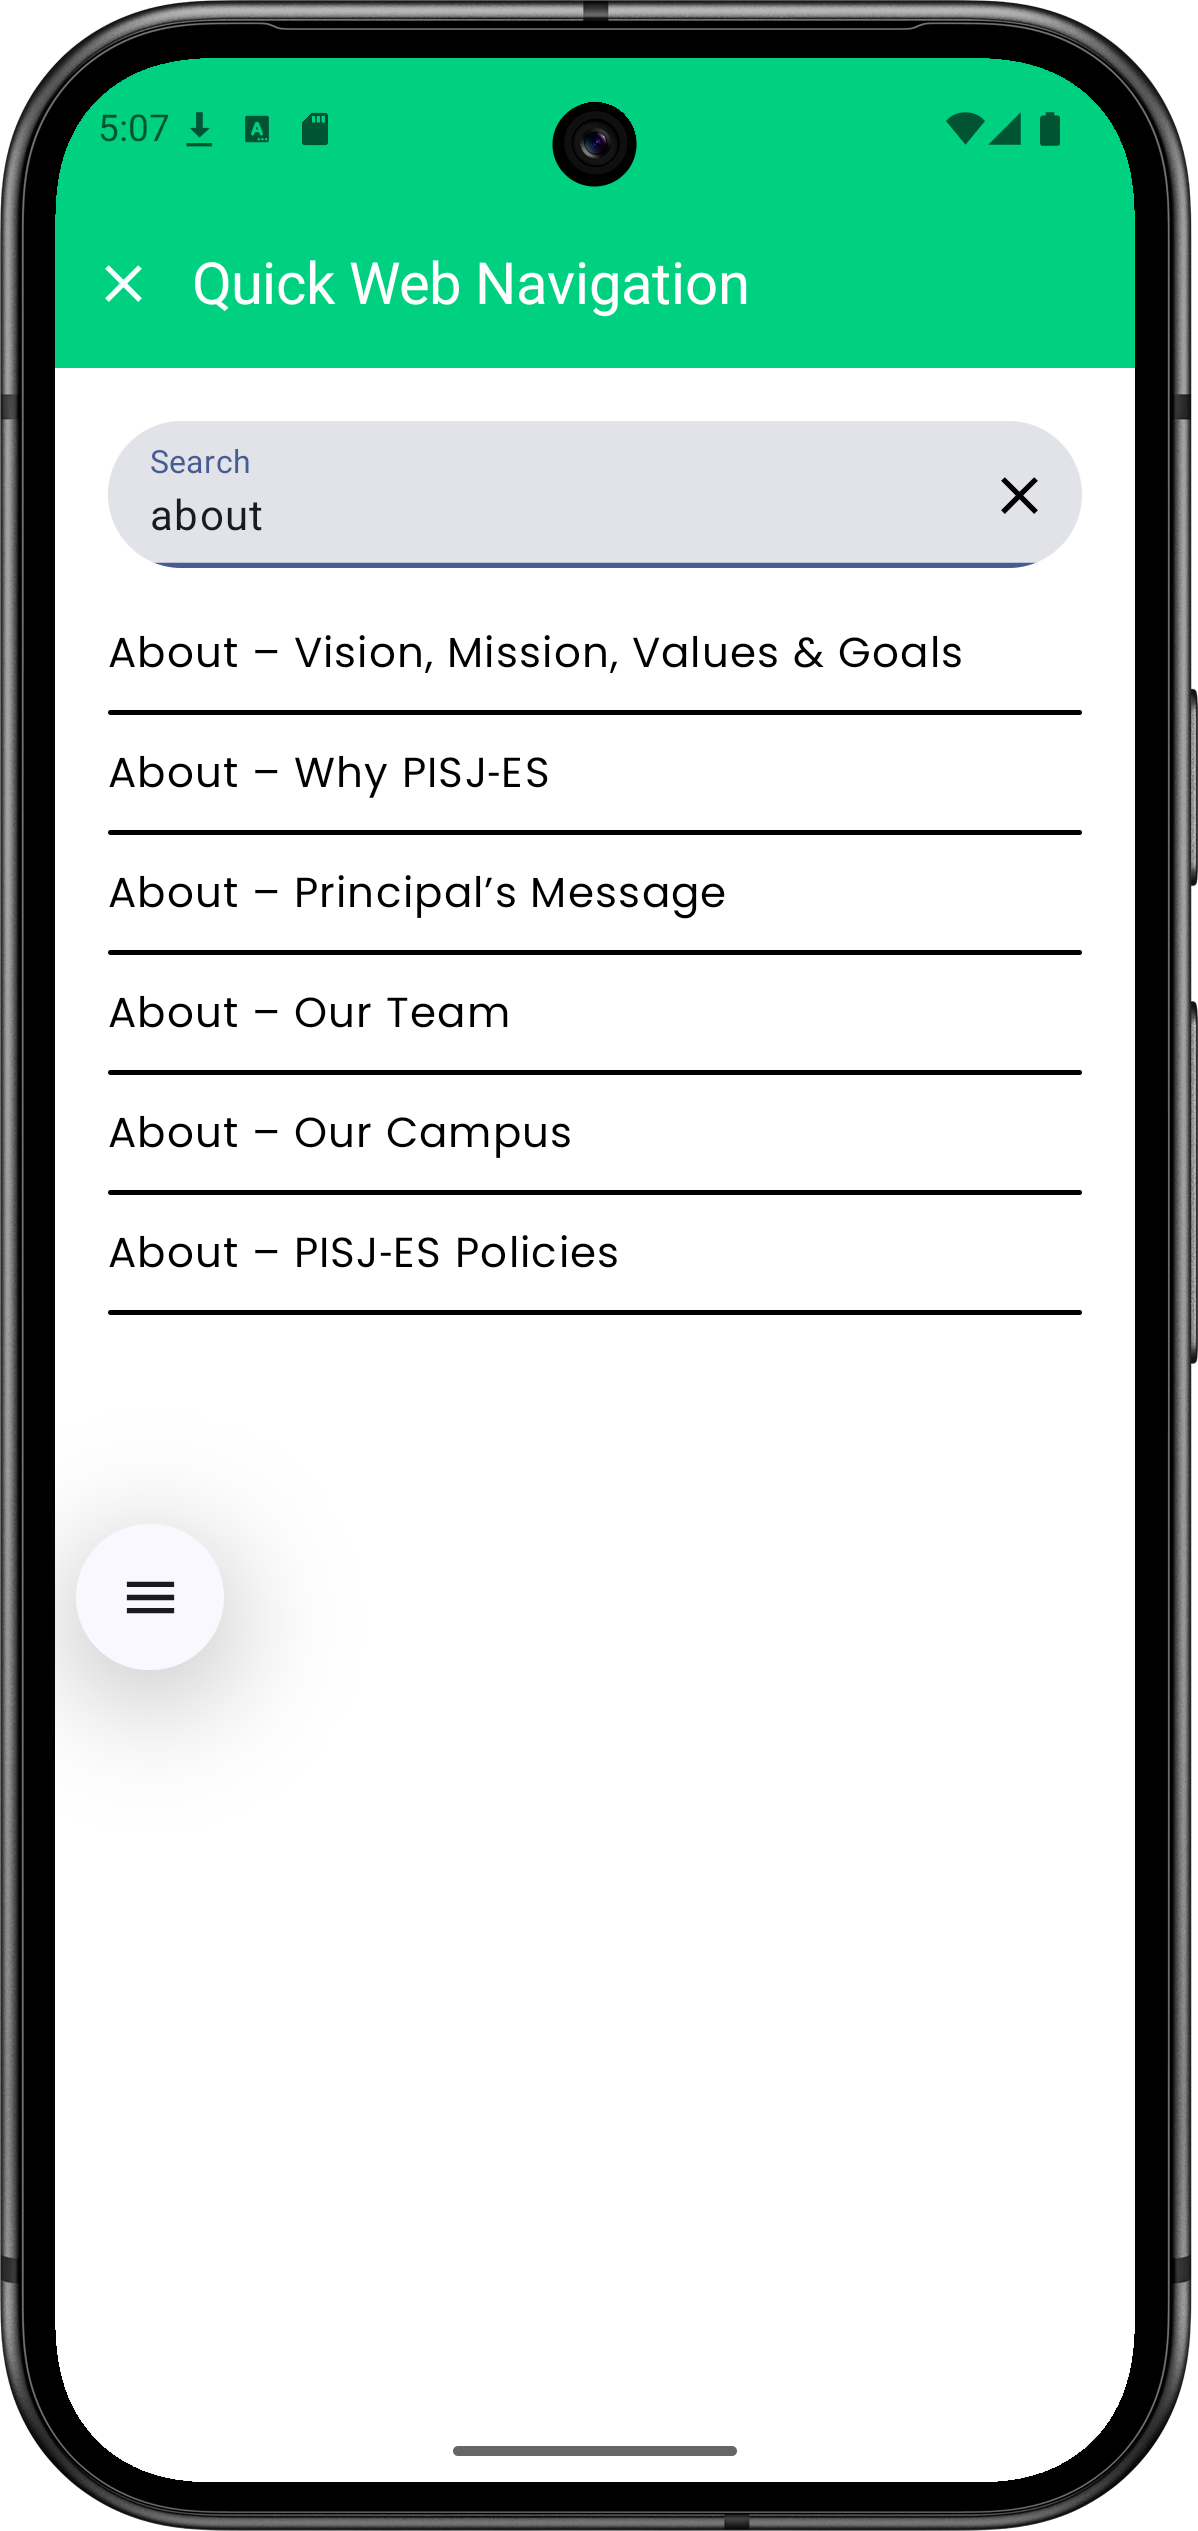 5:07
Quick Web Navigation
Search
about
About – Vision, Mission, Values & Goals
About – Why PISJ-ES
About – Principal’s Message
About – Our Team
About – Our Campus
About – PISJ-ES Policies